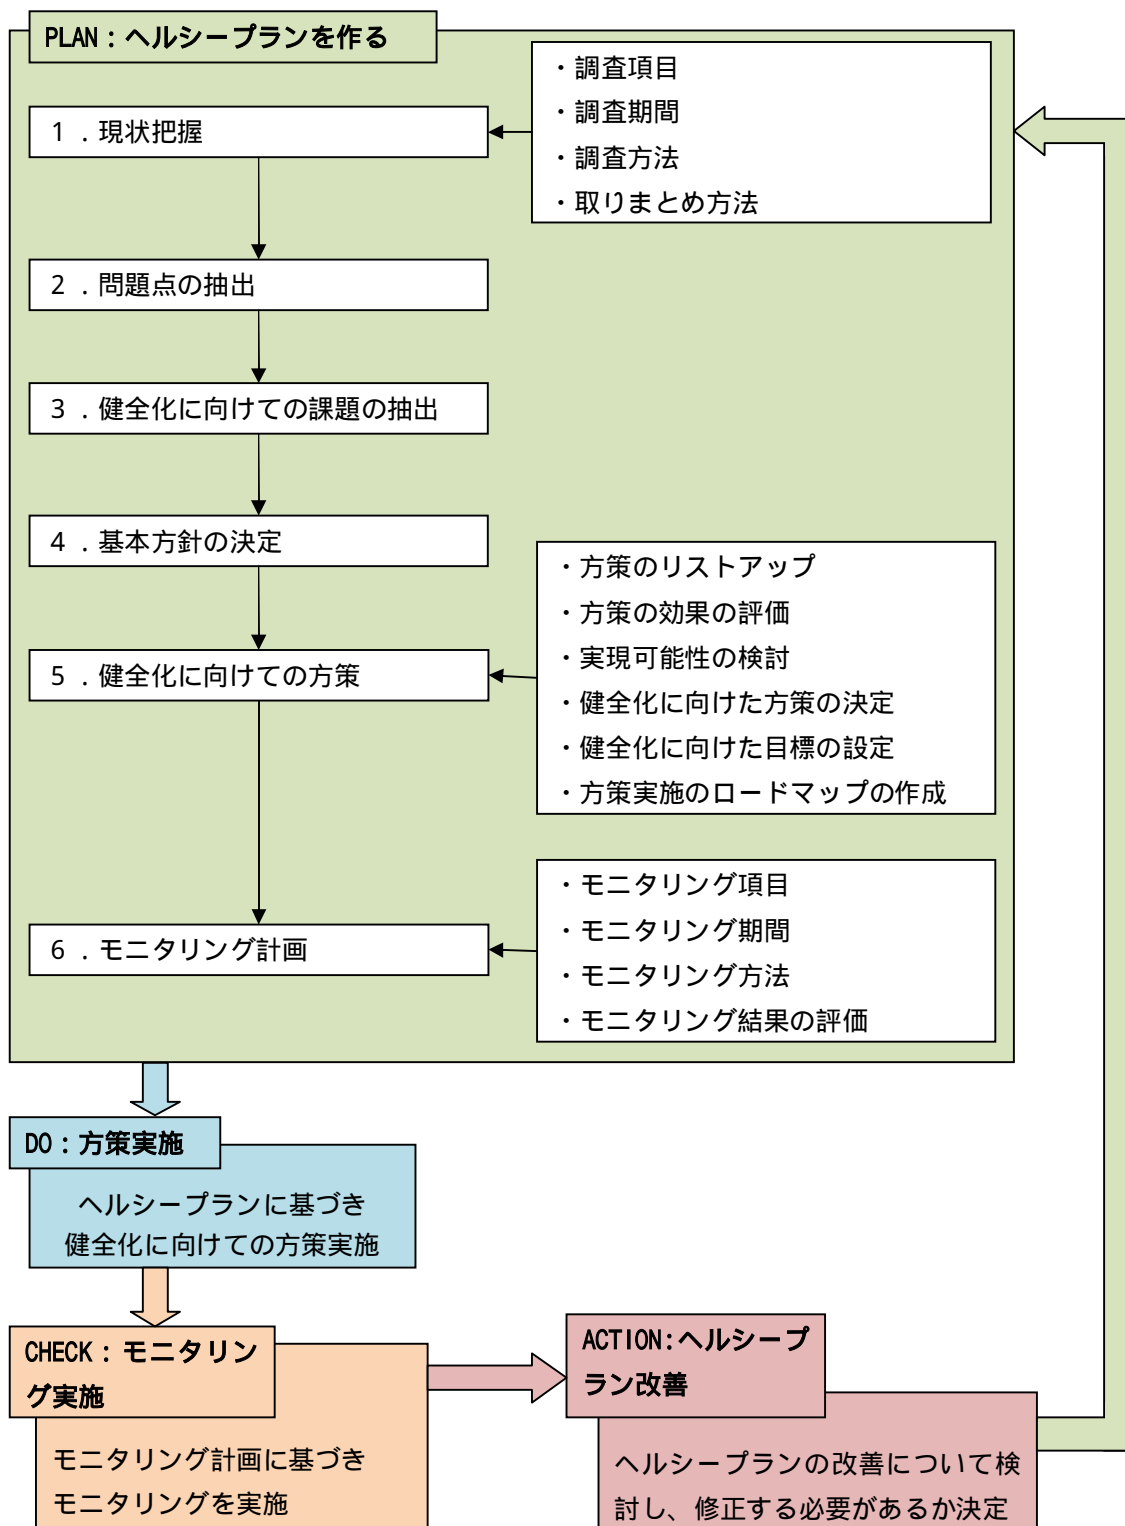 PLAN：ヘルシープランを作る
・調査項目
・調査期間
・調査方法
・取りまとめ方法
１．現状把握
２．問題点の抽出
３．健全化に向けての課題の抽出
４．基本方針の決定
・方策のリストアップ
・方策の効果の評価
・実現可能性の検討
・健全化に向けた方策の決定
・健全化に向けた目標の設定
・方策実施のロードマップの作成
５．健全化に向けての方策
・モニタリング項目
・モニタリング期間
・モニタリング方法
・モニタリング結果の評価
６．モニタリング計画
DO：方策実施
ヘルシープランに基づき
健全化に向けての方策実施
CHECK：モニタリン
グ実施
モニタリング計画に基づき
モニタリングを実施
ACTION:ヘルシープ
ラン改善
ヘルシープランの改善について検
討し、修正する必要があるか決定